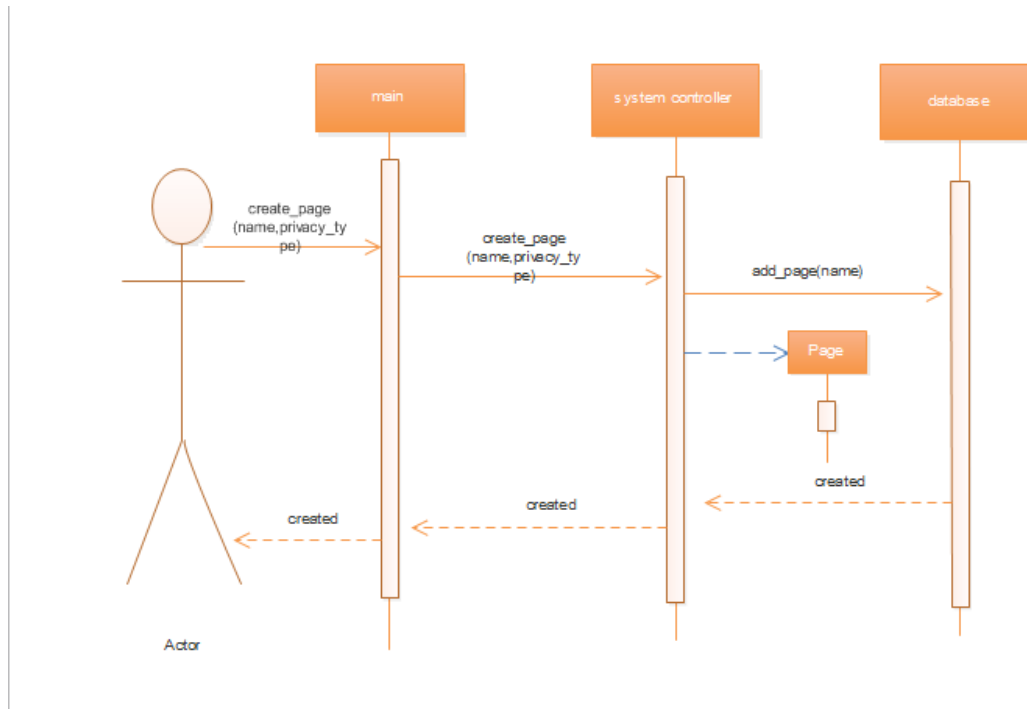 main
system controller
database
create_page
(name,privacy_ty
pe)
create_page
(name,privacy_ty
pe)
add_page(name)
Page
created
created
created
Actor